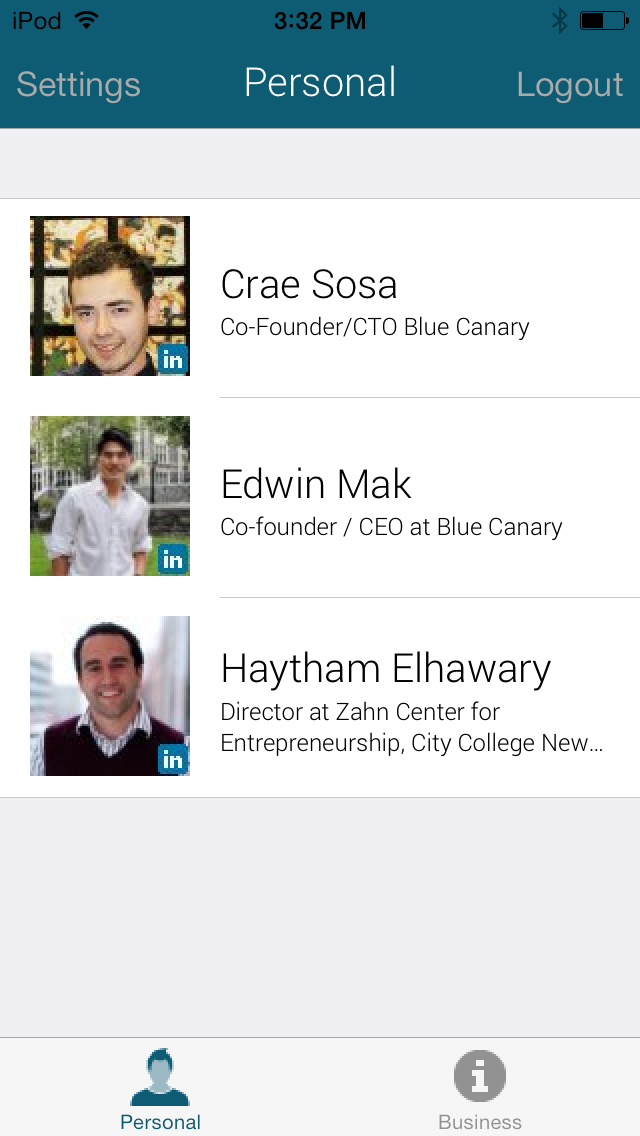 iPod 3:32 PM
Settings Personal Logout
in
Crae Sosa
Co-Founder/CTO Blue Canary
in
Edwin Mak
Co-founder / CEO at Blue Canary
in
Haytham Elhawary
Director at Zahn Center for
Entrepreneurship, City College New...
Personal Business